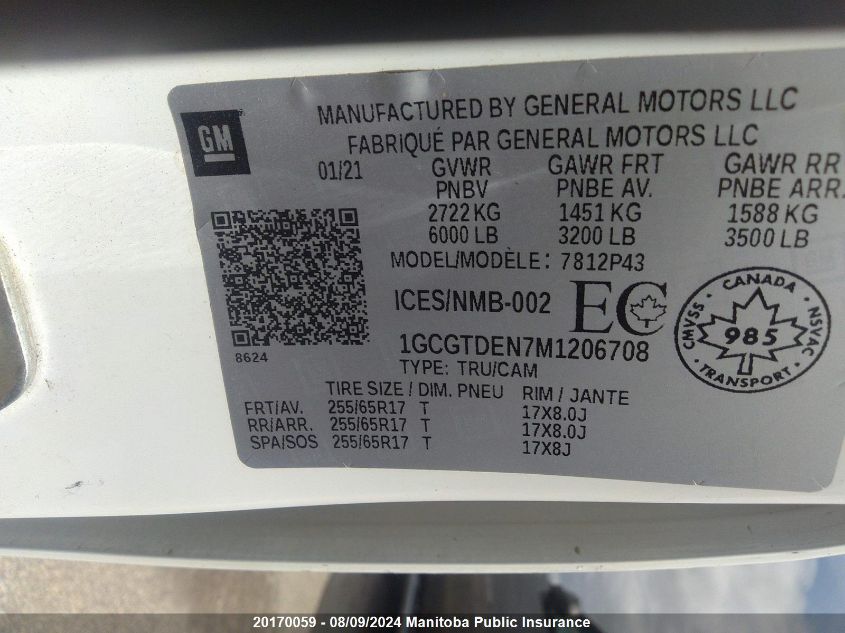 MANUFACTURED BY GENERAL MOTORS LLC
FABRIQUÉ PAR GENERAL MOTORS LLC
GM
01/21 GVWR GAWR FRT GAWR RR
PNBV PNBE AV. PNBE ARR.
2722 KG 1451 KG 1588 KG
6000 LB 3200 LB 3500 LB
MODEL/MODÈLE: 7812P43
ICES/NMB-002 EC
CANADA
CMVSS 985 NSVAC
TRANSPORT
8624
1GCGTDEN7M1206708
TYPE: TRU/CAM
TIRE SIZE / DIM. PNEU RIM / JANTE
FRT/AV. 255/65R17 T 17X8.0J
RR/ARR. 255/65R17 T 17X8.0J
SPA/SOS 255/65R17 T 17X8J
20170059 - 08/09/2024 Manitoba Public Insurance